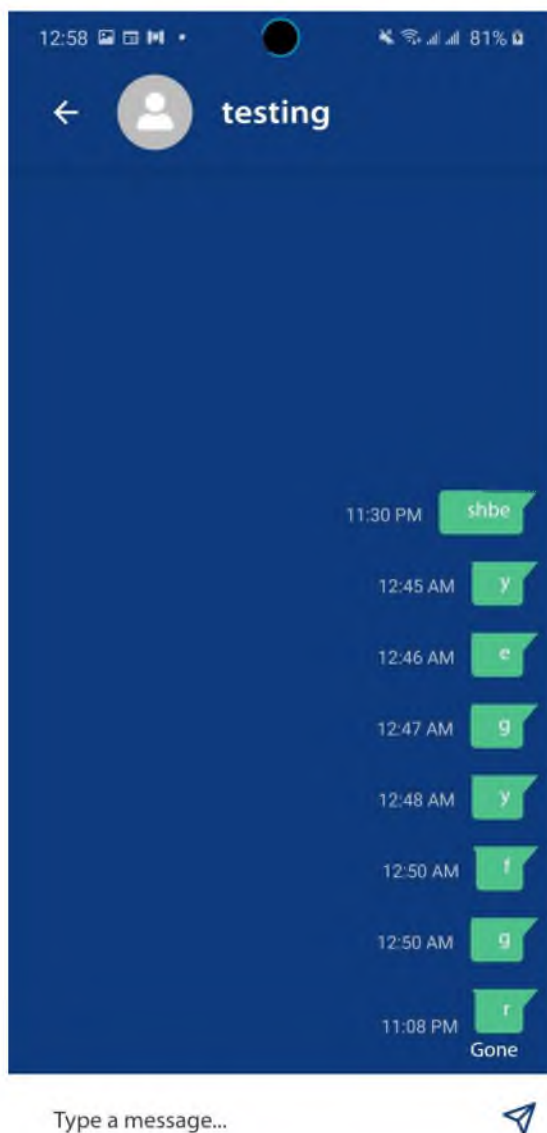 12:58 81%
testing
11:30 PM shbe
12:45 AM y
12:46 AM e
12:47 AM g
12:48 AM y
12:50 AM f
12:50 AM g
11:08 PM r
Gone
Type a message...